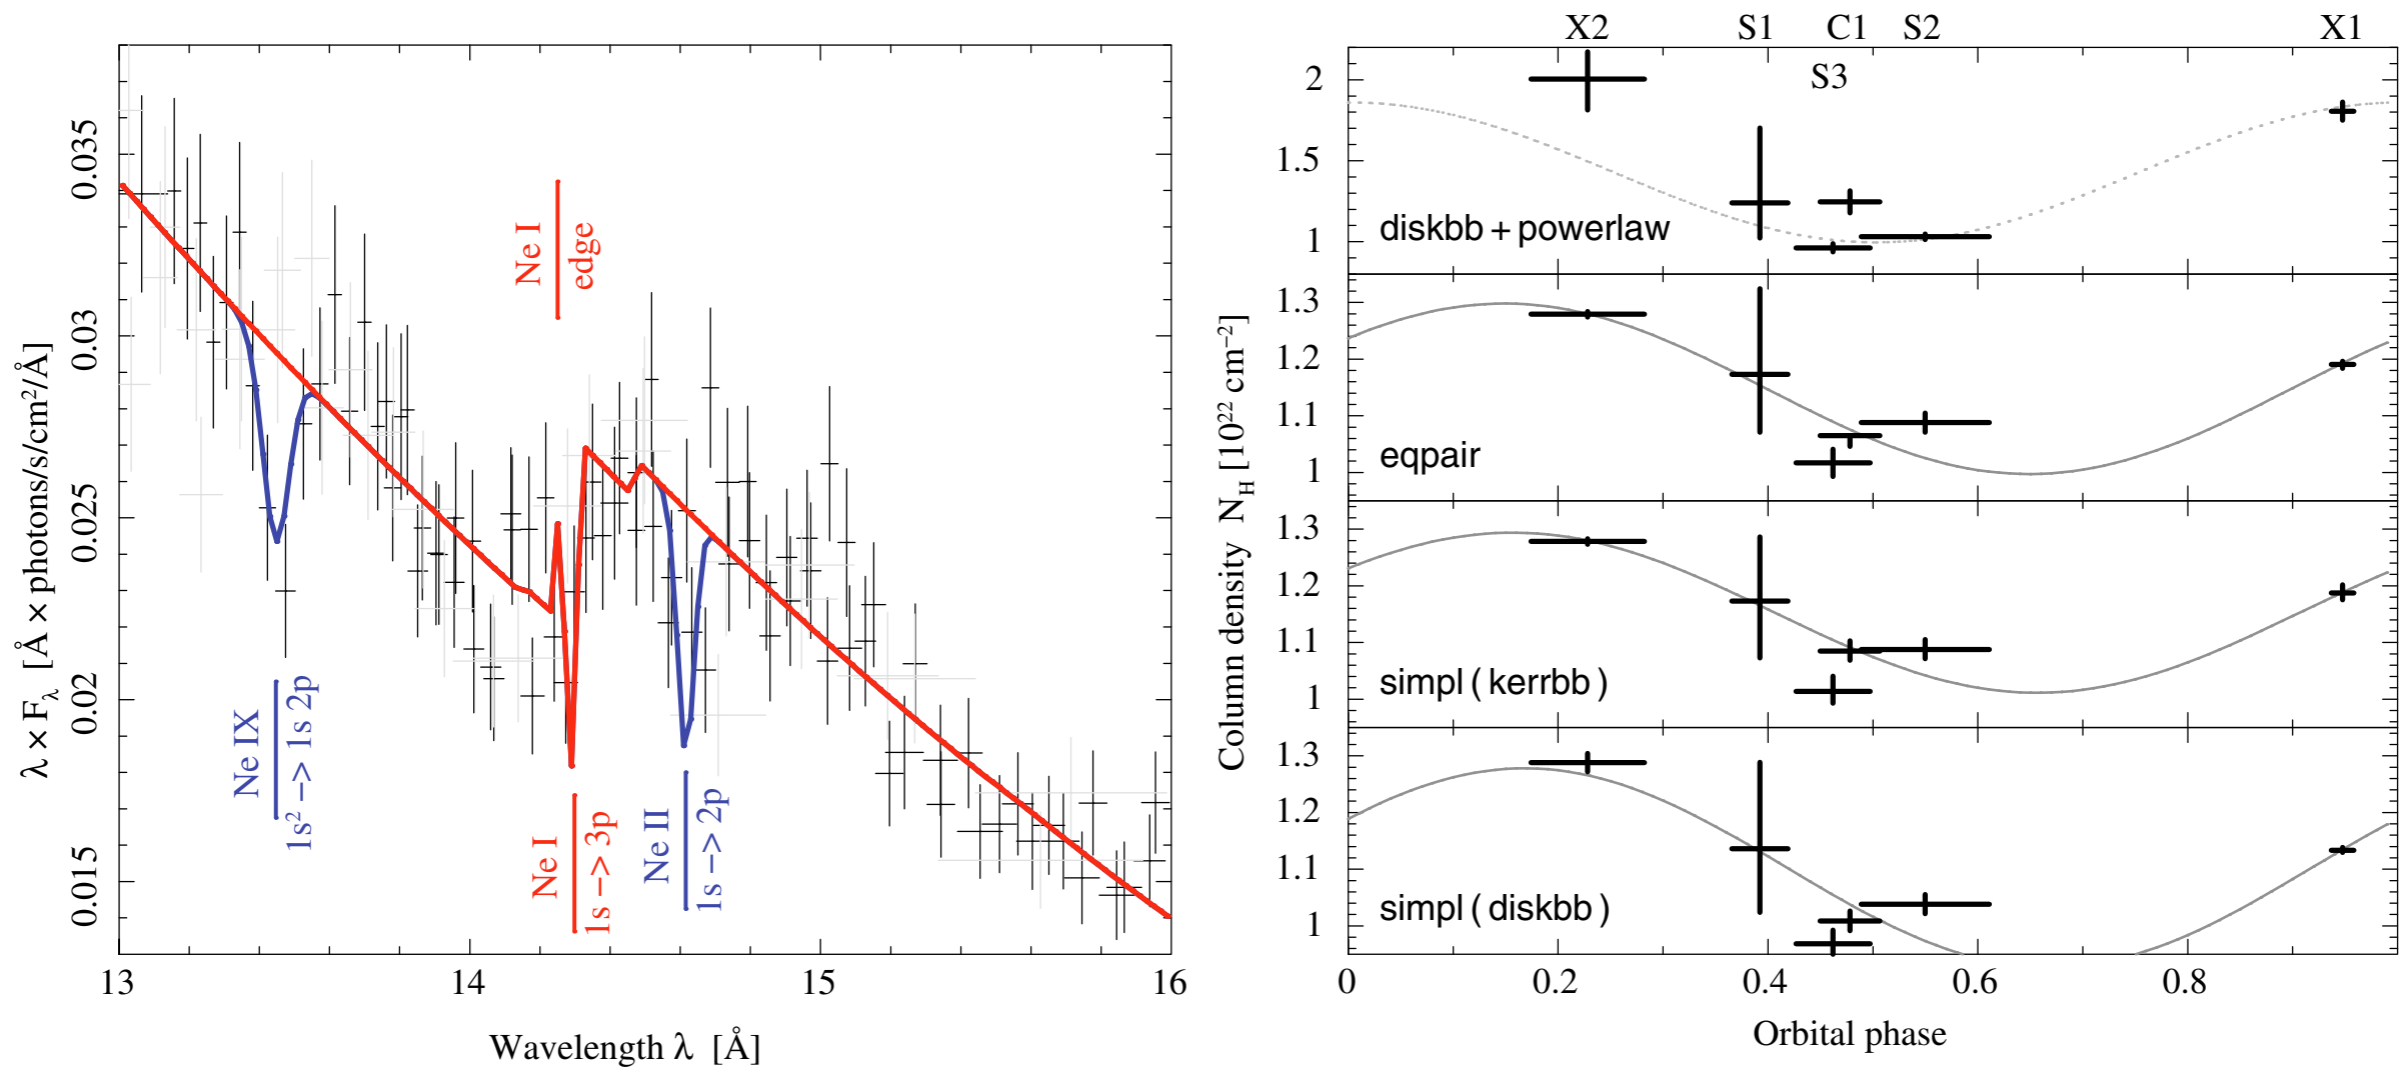 0.015 0.02 0.025 0.03 0.035
λ × F_λ [Å × photons/s/cm²/Å]
Ne I
edge
Ne IX
1s² −> 1s 2p
Ne I
1s −> 3p
Ne II
1s −> 2p
13 14 15 16
Wavelength λ [Å]
X2 S1 C1 S2 X1
S3
2
1.5
1
diskbb + powerlaw
1.3
1.2
1.1
1
eqpair
1.3
1.2
1.1
1
simpl ( kerrbb )
1.3
1.2
1.1
1
simpl ( diskbb )
Column density N_H [10²² cm⁻²]
0 0.2 0.4 0.6 0.8
Orbital phase